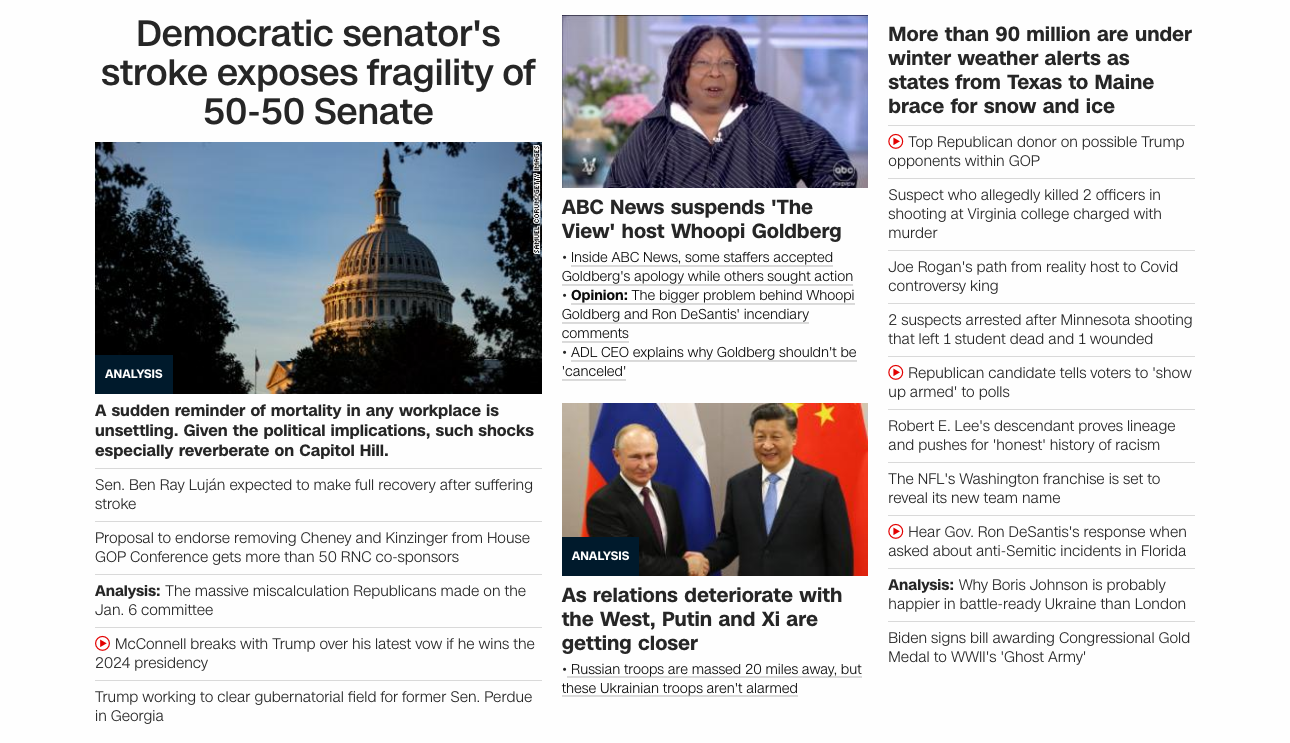 Democratic senator's
stroke exposes fragility of
50-50 Senate
SAMUEL CORUM/GETTY IMAGES
ANALYSIS
A sudden reminder of mortality in any workplace is
unsettling. Given the political implications, such shocks
especially reverberate on Capitol Hill.
Sen. Ben Ray Luján expected to make full recovery after suffering
stroke
Proposal to endorse removing Cheney and Kinzinger from House
GOP Conference gets more than 50 RNC co-sponsors
Analysis: The massive miscalculation Republicans made on the
Jan. 6 committee
McConnell breaks with Trump over his latest vow if he wins the
2024 presidency
Trump working to clear gubernatorial field for former Sen. Perdue
in Georgia
abc
ABC News suspends 'The
View' host Whoopi Goldberg
• Inside ABC News, some staffers accepted
Goldberg's apology while others sought action
• Opinion: The bigger problem behind Whoopi
Goldberg and Ron DeSantis' incendiary
comments
• ADL CEO explains why Goldberg shouldn't be
'canceled'
ANALYSIS
As relations deteriorate with
the West, Putin and Xi are
getting closer
• Russian troops are massed 20 miles away, but
these Ukrainian troops aren't alarmed
More than 90 million are under
winter weather alerts as
states from Texas to Maine
brace for snow and ice
Top Republican donor on possible Trump
opponents within GOP
Suspect who allegedly killed 2 officers in
shooting at Virginia college charged with
murder
Joe Rogan's path from reality host to Covid
controversy king
2 suspects arrested after Minnesota shooting
that left 1 student dead and 1 wounded
Republican candidate tells voters to 'show
up armed' to polls
Robert E. Lee's descendant proves lineage
and pushes for 'honest' history of racism
The NFL's Washington franchise is set to
reveal its new team name
Hear Gov. Ron DeSantis's response when
asked about anti-Semitic incidents in Florida
Analysis: Why Boris Johnson is probably
happier in battle-ready Ukraine than London
Biden signs bill awarding Congressional Gold
Medal to WWII's 'Ghost Army'